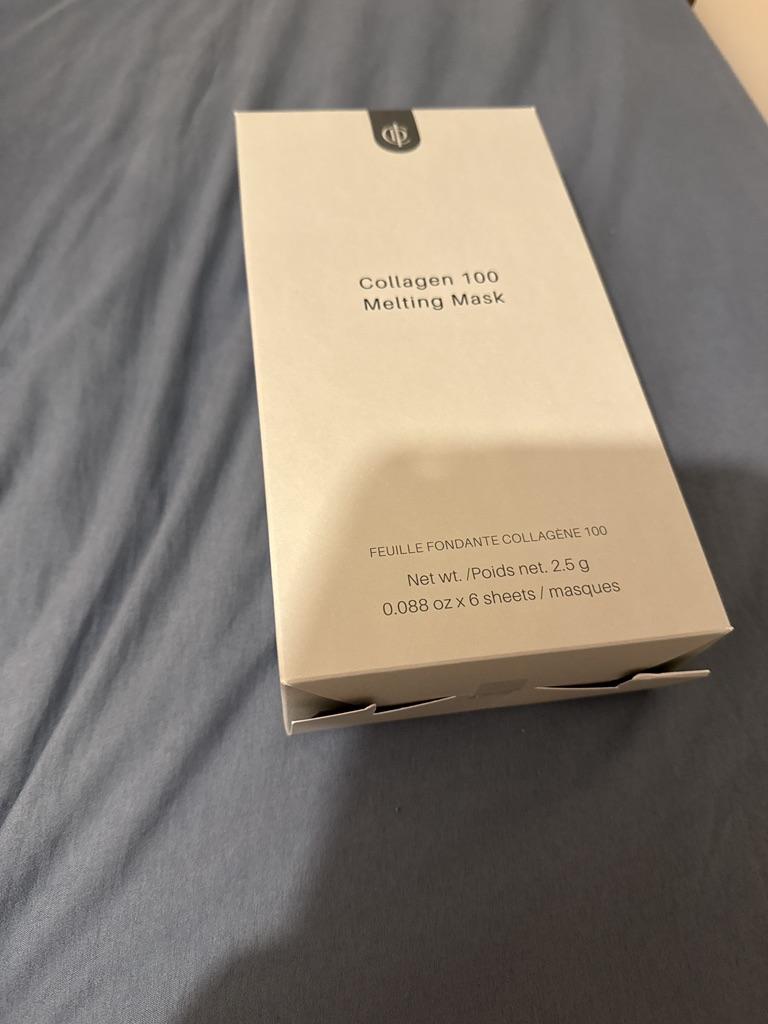 Collagen 100
Melting Mask
FEUILLE FONDANTE COLLAGÈNE 100
Net wt. /Poids net. 2.5 g
0.088 oz x 6 sheets / masques